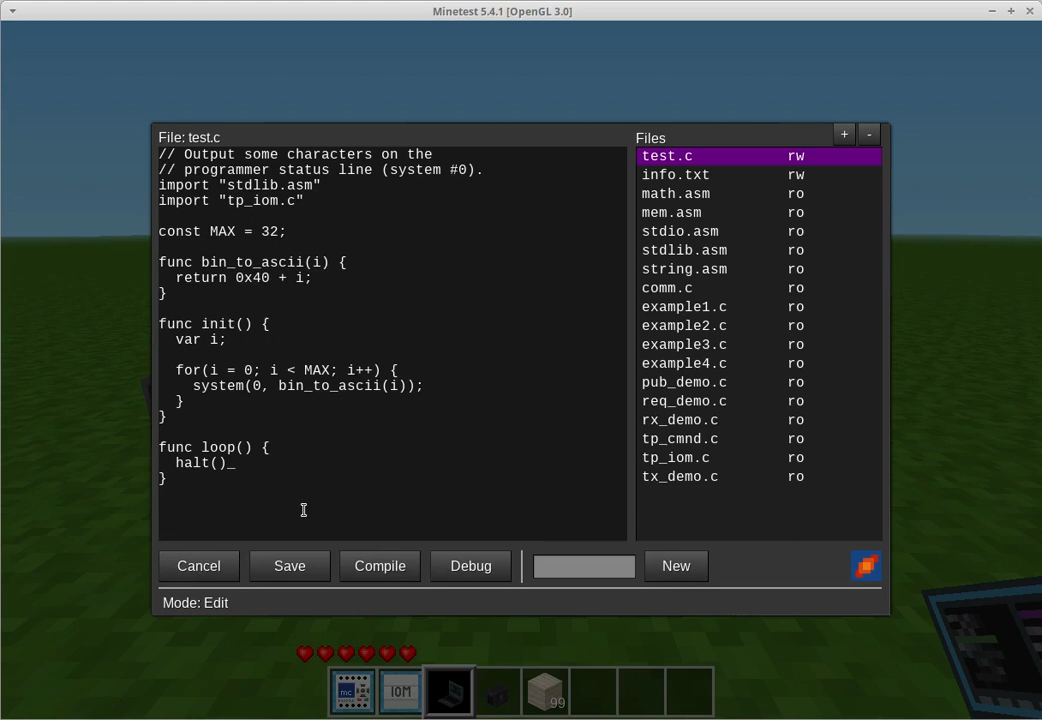 Minetest 5.4.1 [OpenGL 3.0]
File: test.c
// Output some characters on the
// programmer status line (system #0).
import "stdlib.asm"
import "tp_iom.c"
const MAX = 32;
func bin_to_ascii(i) {
  return 0x40 + i;
}
func init() {
  var i;
  for(i = 0; i < MAX; i++) {
    system(0, bin_to_ascii(i));
  }
}
func loop() {
  halt()_
}
Files + -
test.c rw
info.txt rw
math.asm ro
mem.asm ro
stdio.asm ro
stdlib.asm ro
string.asm ro
comm.c ro
example1.c ro
example2.c ro
example3.c ro
example4.c ro
pub_demo.c ro
req_demo.c ro
rx_demo.c ro
tp_cmnd.c ro
tp_iom.c ro
tx_demo.c ro
Cancel Save Compile Debug New
Mode: Edit
mc IOM 99